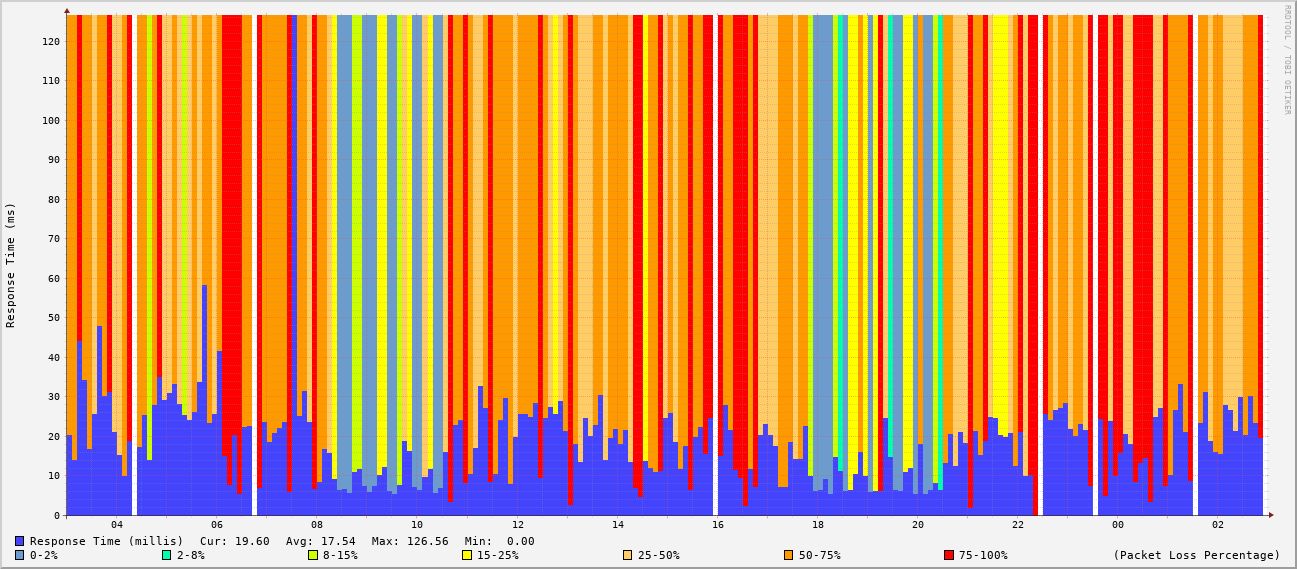 RRDTOOL / TOBI OETIKER
Response Time (ms)
120
110
100
90
80
70
60
50
40
30
20
10
0
04 06 08 10 12 14 16 18 20 22 00 02
Response Time (millis) Cur: 19.60 Avg: 17.54 Max: 126.56 Min: 0.00
0-2% 2-8% 8-15% 15-25% 25-50% 50-75% 75-100% (Packet Loss Percentage)